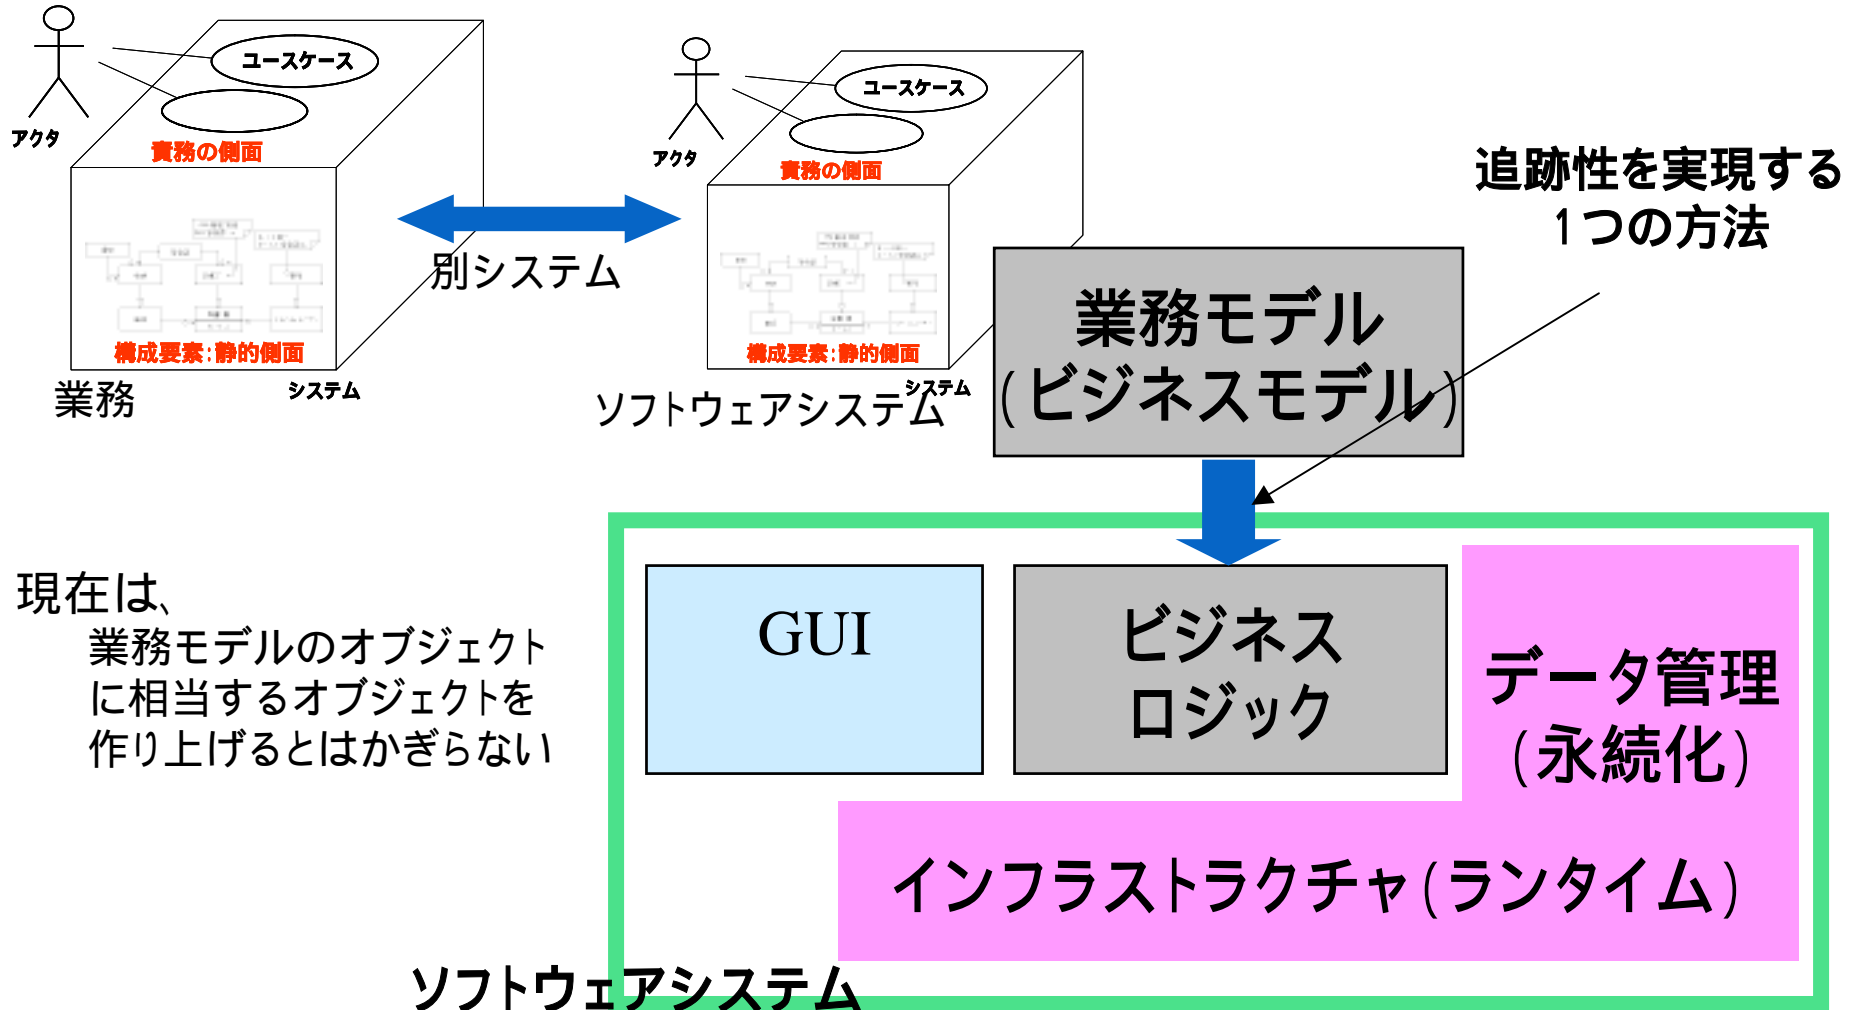 ユースケース
アクタ
責務の側面
構成要素:静的側面
システム
業務
別システム
ユースケース
アクタ
責務の側面
構成要素:静的側面
システム
ソフトウェアシステム
追跡性を実現する
1つの方法
業務モデル
(ビジネスモデル)
現在は、
業務モデルのオブジェクト
に相当するオブジェクトを
作り上げるとはかぎらない
GUI
ビジネス
ロジック
データ管理
(永続化)
インフラストラクチャ(ランタイム)
ソフトウェアシステム